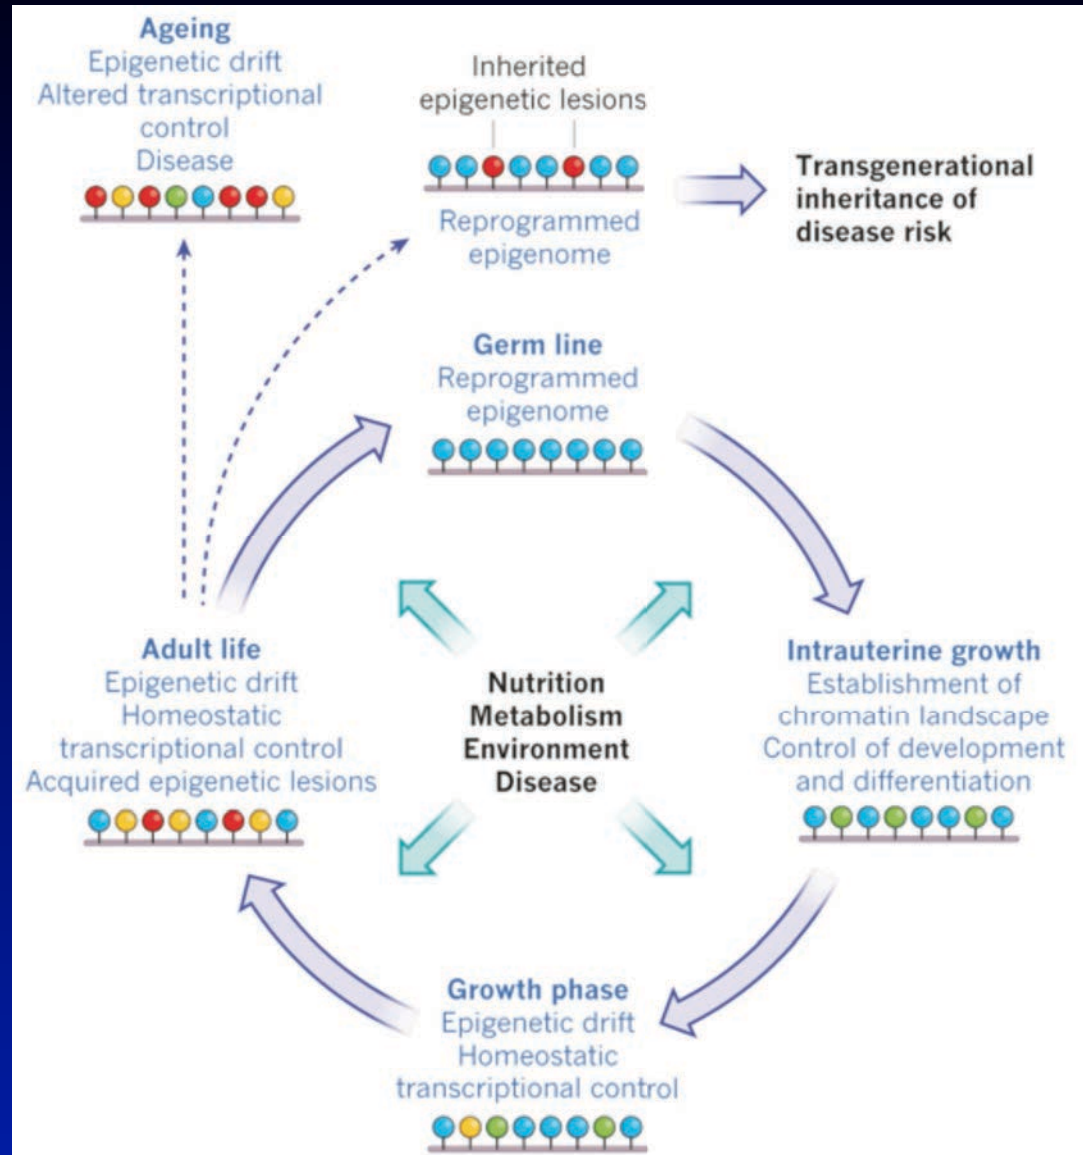 Ageing
Epigenetic drift
Altered transcriptional
control
Disease
Inherited
epigenetic lesions
Reprogrammed
epigenome
Transgenerational
inheritance of
disease risk
Germ line
Reprogrammed
epigenome
Adult life
Epigenetic drift
Homeostatic
transcriptional control
Acquired epigenetic lesions
Nutrition
Metabolism
Environment
Disease
Intrauterine growth
Establishment of
chromatin landscape
Control of development
and differentiation
Growth phase
Epigenetic drift
Homeostatic
transcriptional control